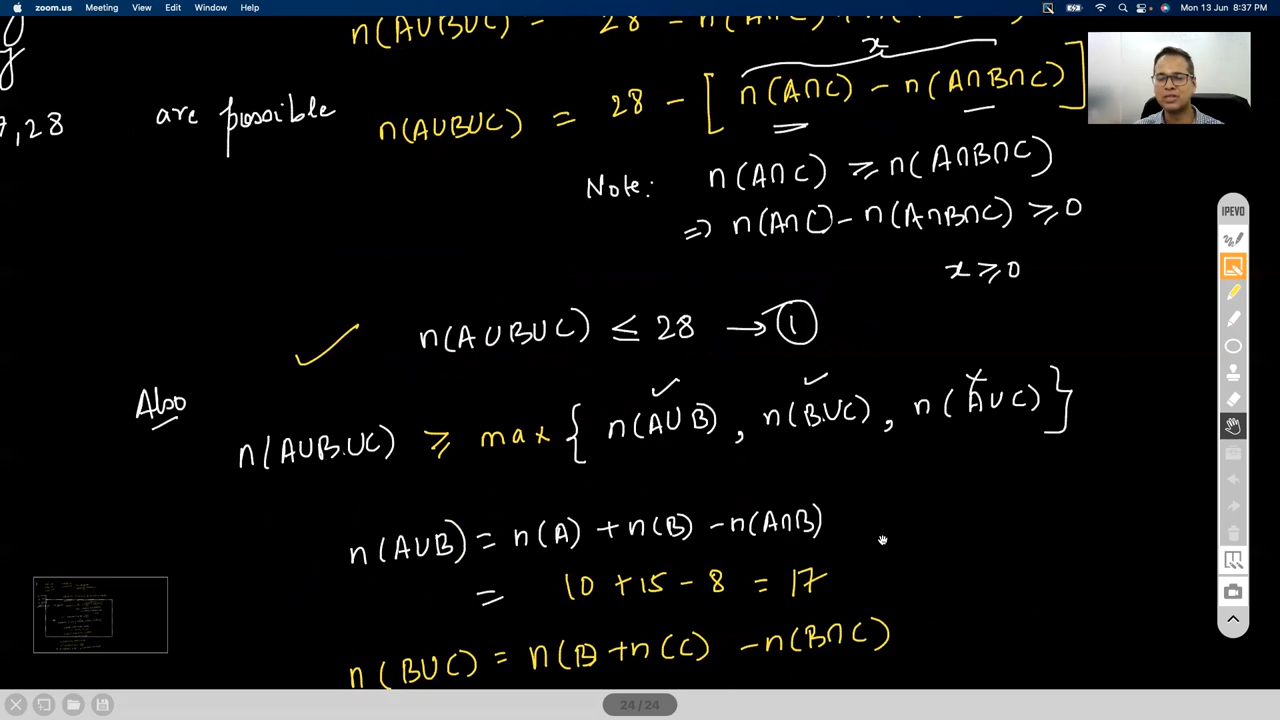 zoom.us Meeting View Edit Window Help Mon 13 Jun 8:37 PM
n(AUBUC) = 28 -
x
are possible n(AUBUC) = 28 - [n(A∩C) - n(A∩B∩C)]
,28
Note: n(A∩C) ≥ n(A∩B∩C)
IPEVO
⇒ n(A∩C) - n(A∩B∩C) ≥ 0
x ≥ 0
✓ n(AUBUC) ≤ 28 → ①
Also
n(AUBUC) ≥ max { n(AUB), n(BUC), n(AUC) }
n(AUB) = n(A) + n(B) - n(A∩B)
= 10 + 15 - 8 = 17
n(BUC) = n(B) + n(C) - n(B∩C)
24 / 24